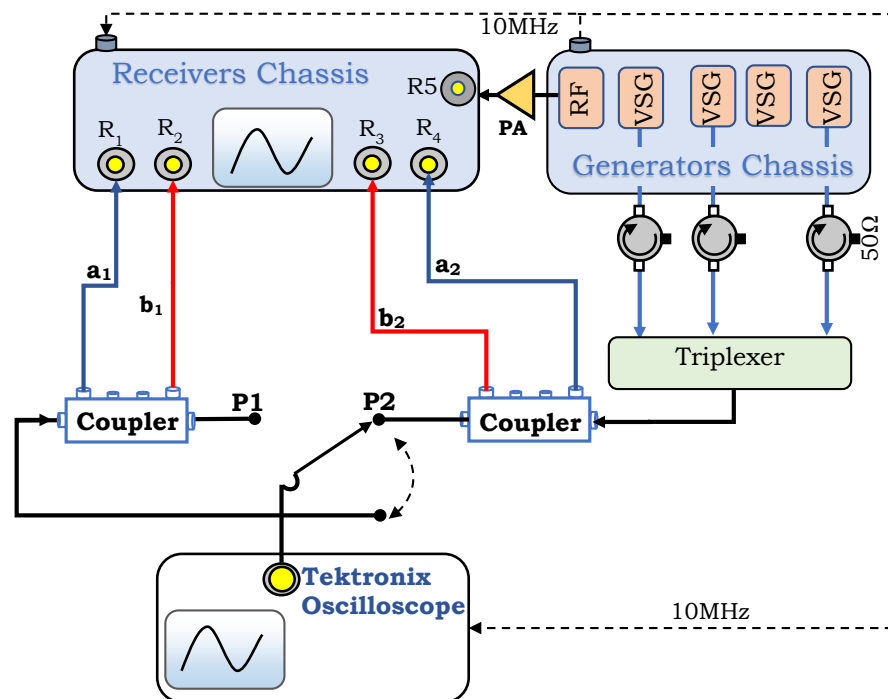 10MHz
Receivers Chassis
R5
PA
RF
VSG
VSG
VSG
VSG
R1
R2
R3
R4
Generators Chassis
50Ω
a1
b1
b2
a2
Triplexer
Coupler
P1
P2
Coupler
Tektronix
Oscilloscope
10MHz